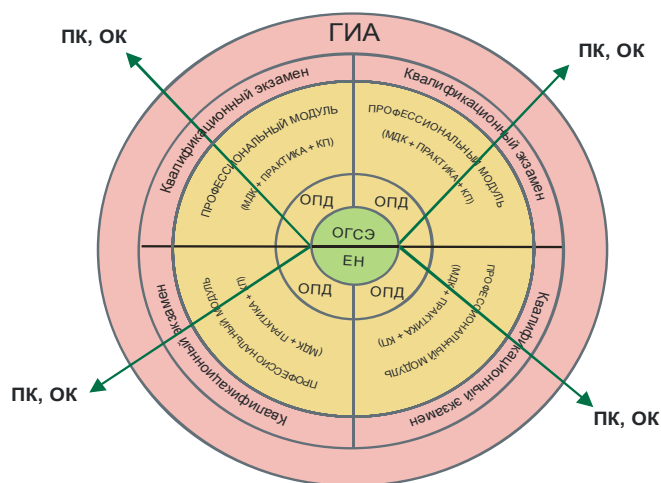 ГИА
ПК, ОК
ПК, ОК
Квалификационный экзамен
Квалификационный экзамен
ПРОФЕССИОНАЛЬНЫЙ МОДУЛЬ
(МДК + ПРАКТИКА + КП)
ПРОФЕССИОНАЛЬНЫЙ МОДУЛЬ
(МДК + ПРАКТИКА + КП)
ОПД
ОПД
ОГСЭ
ЕН
ОПД
ОПД
ПРОФЕССИОНАЛЬНЫЙ МОДУЛЬ
(МДК + ПРАКТИКА + КП)
ПРОФЕССИОНАЛЬНЫЙ МОДУЛЬ
(МДК + ПРАКТИКА + КП)
Квалификационный экзамен
Квалификационный экзамен
ПК, ОК
ПК, ОК